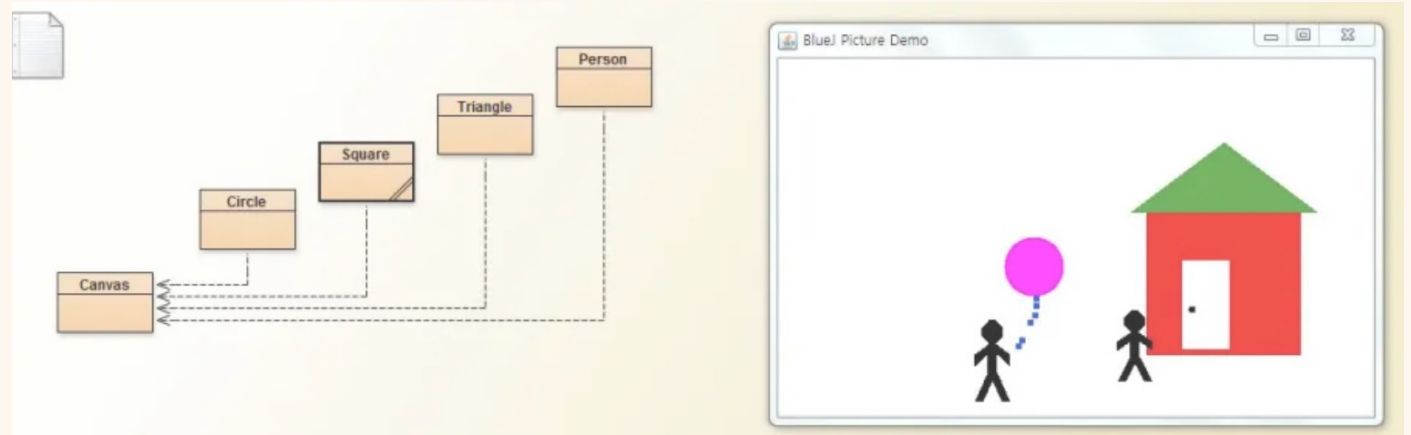 Person
Triangle
Square
Circle
Canvas
BlueJ Picture Demo